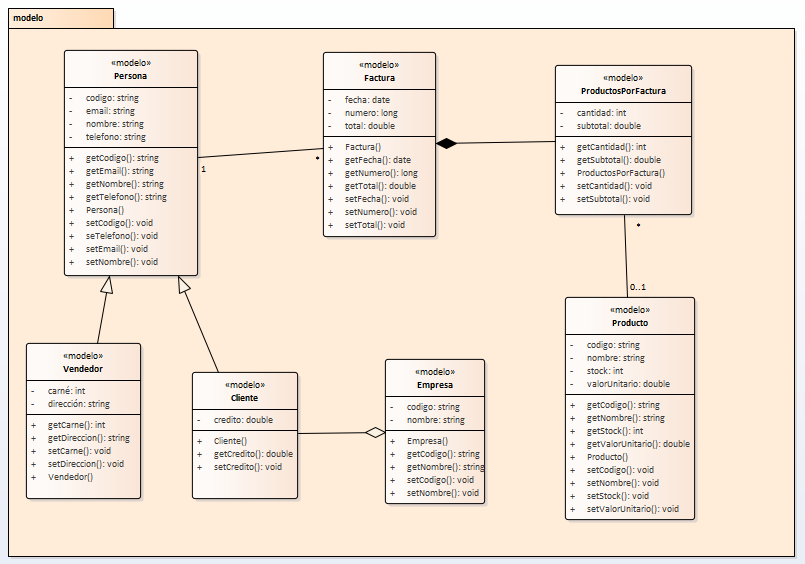 modelo
«modelo»
Persona
- codigo: string
- email: string
- nombre: string
- telefono: string
+ getCodigo(): string
+ getEmail(): string
+ getNombre(): string
+ getTelefono(): string
+ Persona()
+ setCodigo(): void
+ seTelefono(): void
+ setEmail(): void
+ setNombre(): void
1
*
«modelo»
Factura
- fecha: date
- numero: long
- total: double
+ Factura()
+ getFecha(): date
+ getNumero(): long
+ getTotal(): double
+ setFecha(): void
+ setNumero(): void
+ setTotal(): void
«modelo»
ProductosPorFactura
- cantidad: int
- subtotal: double
+ getCantidad(): int
+ getSubtotal(): double
+ ProductosPorFactura()
+ setCantidad(): void
+ setSubtotal(): void
*
0..1
«modelo»
Vendedor
- carné: int
- dirección: string
+ getCarne(): int
+ getDireccion(): string
+ setCarne(): void
+ setDireccion(): void
+ Vendedor()
«modelo»
Cliente
- credito: double
+ Cliente()
+ getCredito(): double
+ setCredito(): void
«modelo»
Empresa
- codigo: string
- nombre: string
+ Empresa()
+ getCodigo(): string
+ getNombre(): string
+ setCodigo(): void
+ setNombre(): void
«modelo»
Producto
- codigo: string
- nombre: string
- stock: int
- valorUnitario: double
+ getCodigo(): string
+ getNombre(): string
+ getStock(): int
+ getValorUnitario(): double
+ Producto()
+ setCodigo(): void
+ setNombre(): void
+ setStock(): void
+ setValorUnitario(): void